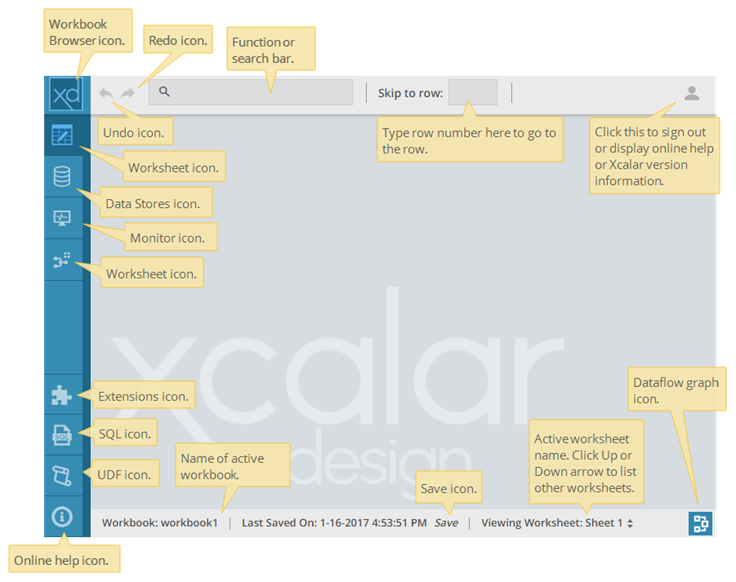 Workbook
Browser icon.
Redo icon.
Function or
search bar.
xd
Skip to row:
Undo icon.
Type row number here to go to
the row.
Click this to sign out
or display online help
or Xcalar version
information.
Worksheet icon.
Data Stores icon.
Monitor icon.
Worksheet icon.
xcalar
design
Dataflow graph
icon.
Extensions icon.
SQL icon.
SQL
UDF icon.
Name of active
workbook.
Save icon.
Active worksheet
name. Click Up or
Down arrow to list
other worksheets.
Workbook: workbook1
Last Saved On: 1-16-2017 4:53:51 PM Save
Viewing Worksheet: Sheet 1
Online help icon.